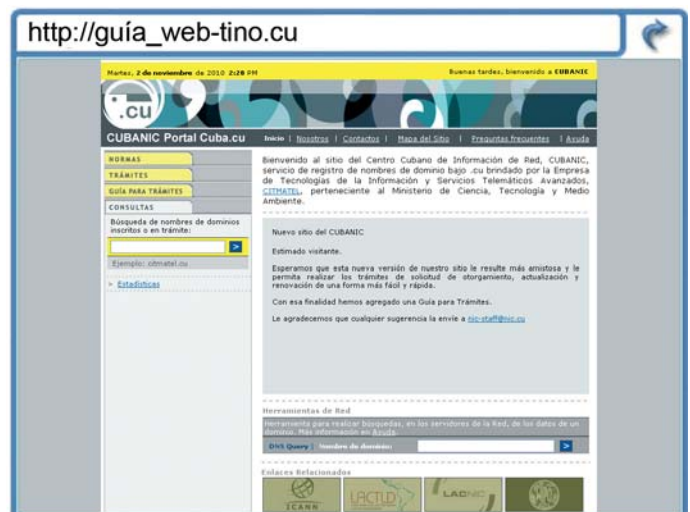 http://guía_web-tino.cu
Martes, 2 de noviembre de 2010 2:28 PM
Buenas tardes, bienvenido a CUBANIC
.cu
CUBANIC Portal Cuba.cu
Inicio | Nosotros | Contactos | Mapa del Sitio | Preguntas frecuentes | Ayuda
NORMAS
TRÁMITES
GUÍA PARA TRÁMITES
CONSULTAS
Búsqueda de nombres de dominios
inscritos o en trámite:
>
Ejemplo: citmatel.cu
> Estadísticas
Bienvenido al sitio del Centro Cubano de Información de Red, CUBANIC,
servicio de registro de nombres de dominio bajo .cu brindado por la Empresa
de Tecnologías de la Información y Servicios Telemáticos Avanzados,
CITMATEL, perteneciente al Ministerio de Ciencia, Tecnología y Medio
Ambiente.
Nuevo sitio del CUBANIC
Estimado visitante.
Esperamos que esta nueva versión de nuestro sitio le resulte más amistosa y le
permita realizar los trámites de solicitud de otorgamiento, actualización y
renovación de una forma más fácil y rápida.
Con esa finalidad hemos agregado una Guía para Trámites.
Le agradecemos que cualquier sugerencia la envíe a nic-staff@nic.cu
Herramientas de Red
Herramienta para realizar búsquedas, en los servidores de la Red, de los datos de un
dominio. Más información en Ayuda.
DNS Query | Nombre de dominio:
>
Enlaces Relacionados
ICANN
LACTLD
LACNIC